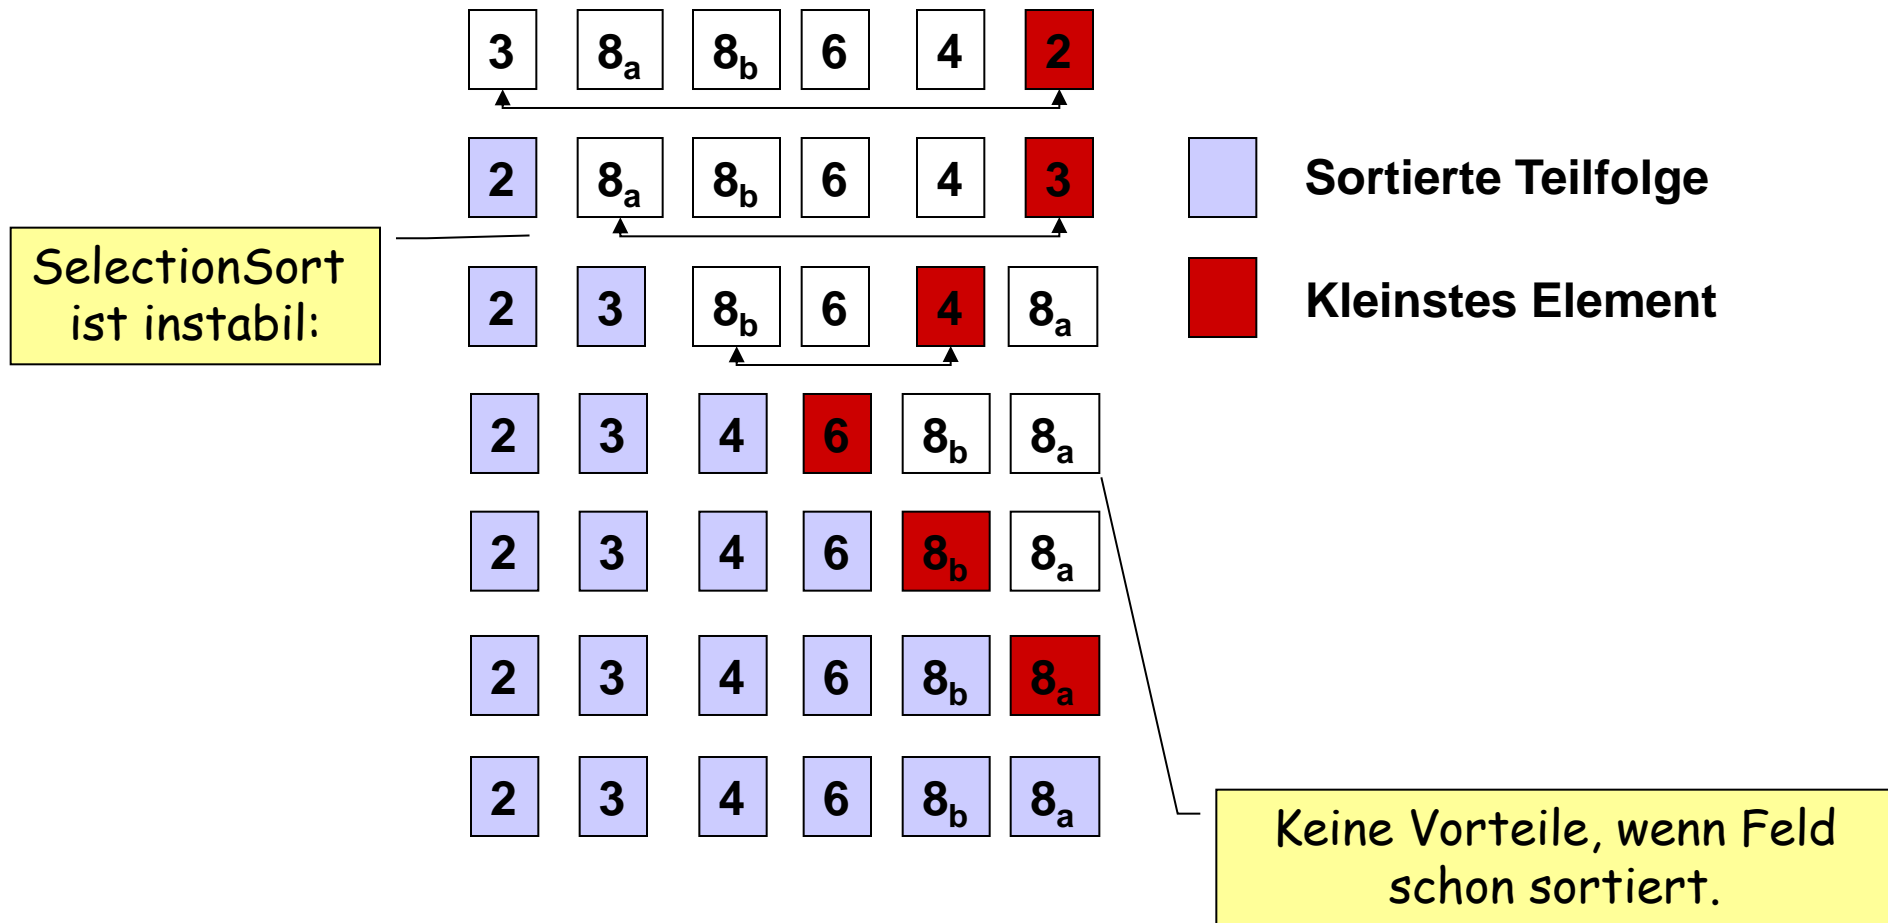 3 8a 8b 6 4 2
2 8a 8b 6 4 3
Sortierte Teilfolge
SelectionSort
ist instabil:
2 3 8b 6 4 8a
Kleinstes Element
2 3 4 6 8b 8a
2 3 4 6 8b 8a
2 3 4 6 8b 8a
2 3 4 6 8b 8a
Keine Vorteile, wenn Feld
schon sortiert.